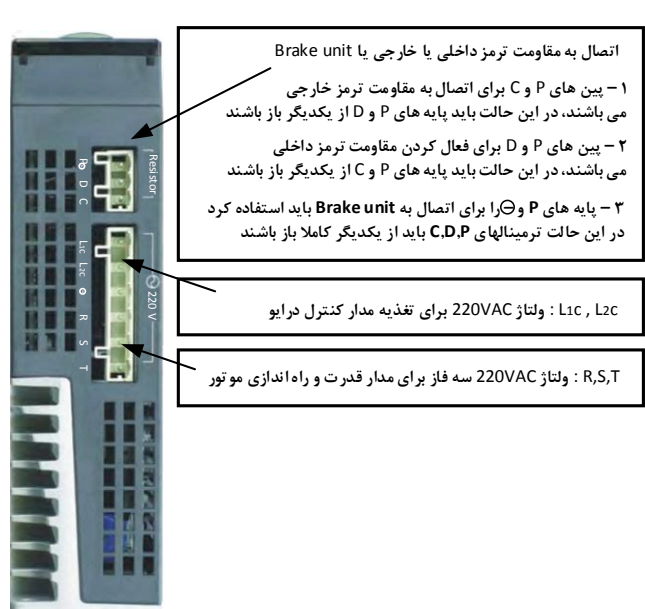 اتصال به مقاومت ترمز داخلی یا خارجی یا Brake unit
۱ – پین های P و C برای اتصال به مقاومت ترمز خارجی
می باشند، در این حالت باید پایه های P و D از یکدیگر باز باشند
۲ – پین های P و D برای فعال کردن مقاومت ترمز داخلی
می باشند، در این حالت باید پایه های P و C از یکدیگر باز باشند
۳ – پایه های P و⊖را برای اتصال به Brake unit باید استفاده کرد
در این حالت ترمینالهای C,D,P باید از یکدیگر کاملا باز باشند
L1C , L2C : ولتاژ 220VAC برای تغذیه مدار کنترل درایو
R,S,T : ولتاژ 220VAC سه فاز برای مدار قدرت و راه اندازی موتور
Resistor
D
C
220 V
L1C
L2C
R
S
T